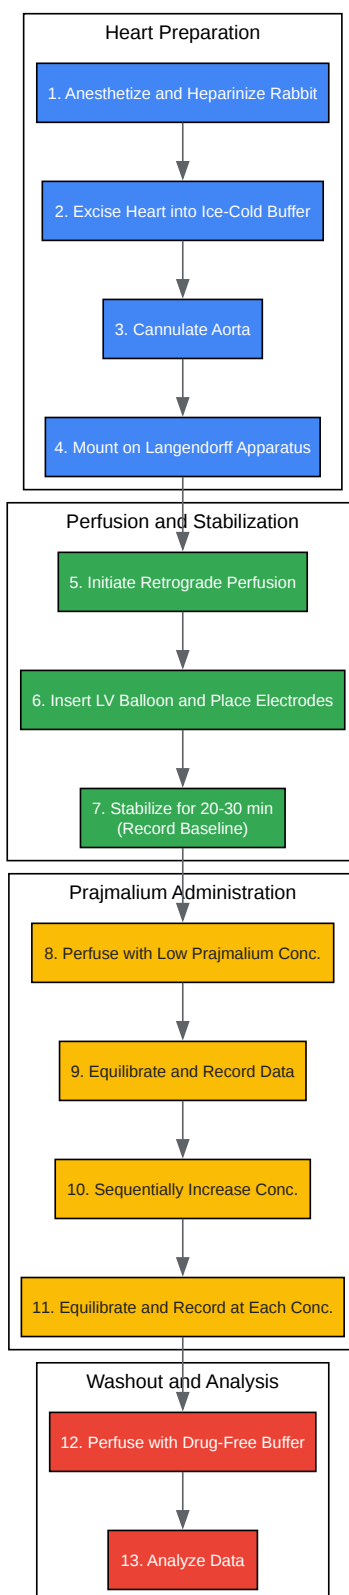 Heart Preparation
1. Anesthetize and Heparinize Rabbit
2. Excise Heart into Ice-Cold Buffer
3. Cannulate Aorta
4. Mount on Langendorff Apparatus
Perfusion and Stabilization
5. Initiate Retrograde Perfusion
6. Insert LV Balloon and Place Electrodes
7. Stabilize for 20-30 min
(Record Baseline)
Prajmalium Administration
8. Perfuse with Low Prajmalium Conc.
9. Equilibrate and Record Data
10. Sequentially Increase Conc.
11. Equilibrate and Record at Each Conc.
Washout and Analysis
12. Perfuse with Drug-Free Buffer
13. Analyze Data